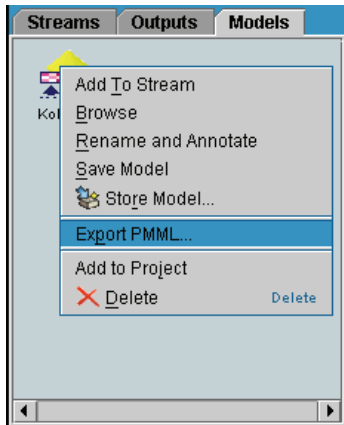 Streams Outputs Models
Add To Stream
Browse
Rename and Annotate
Save Model
Store Model...
Export PMML...
Add to Project
Delete Delete